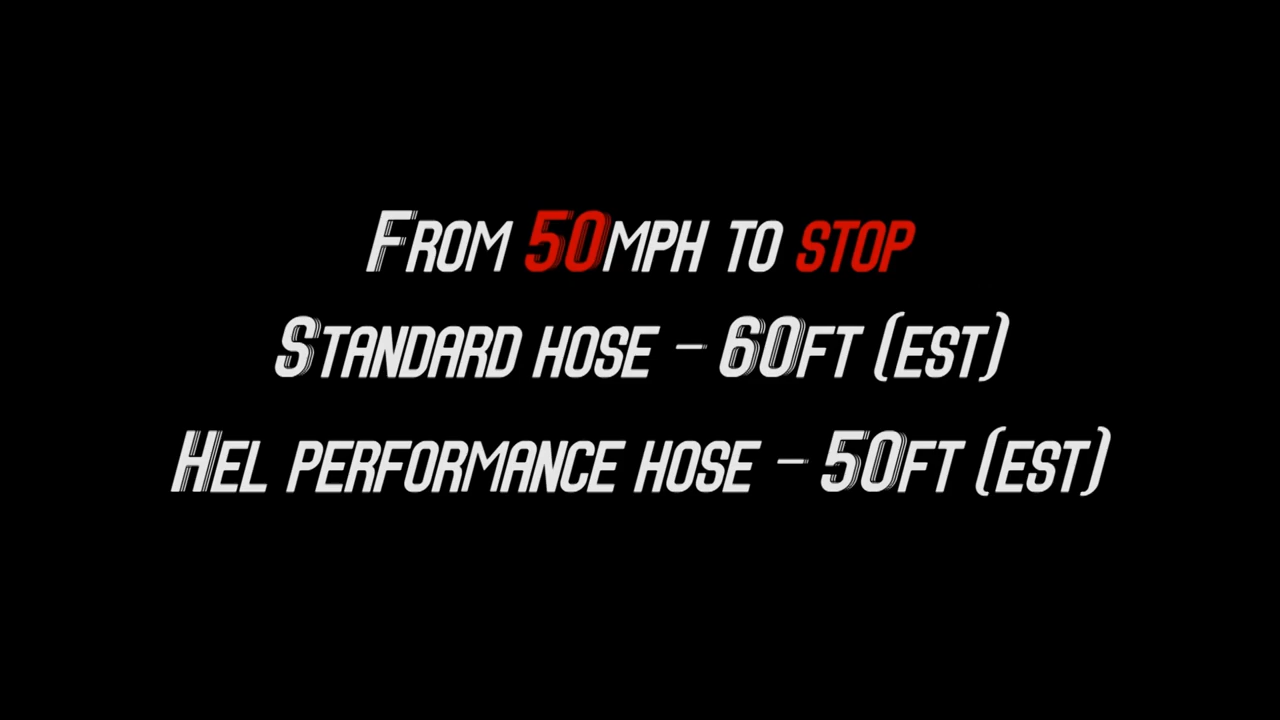 From 50mph to stop
Standard hose - 60ft (est)
Hel performance hose - 50ft (est)